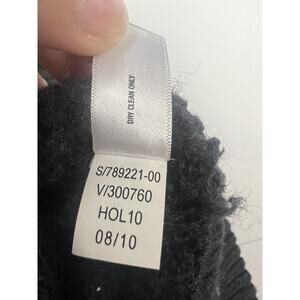 DRY CLEAN ONLY
S/789221-00
V/300760
HOL10
08/10